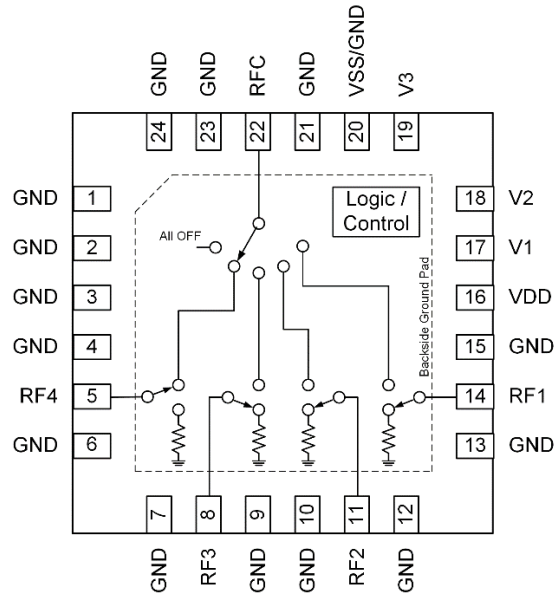 GND
GND
RFC
GND
VSS/GND
V3
24
23
22
21
20
19
GND 1
GND 2
GND 3
GND 4
RF4 5
GND 6
18 V2
17 V1
16 VDD
15 GND
14 RF1
13 GND
Logic /
Control
All OFF
Backside Ground Pad
7
8
9
10
11
12
GND
RF3
GND
GND
RF2
GND